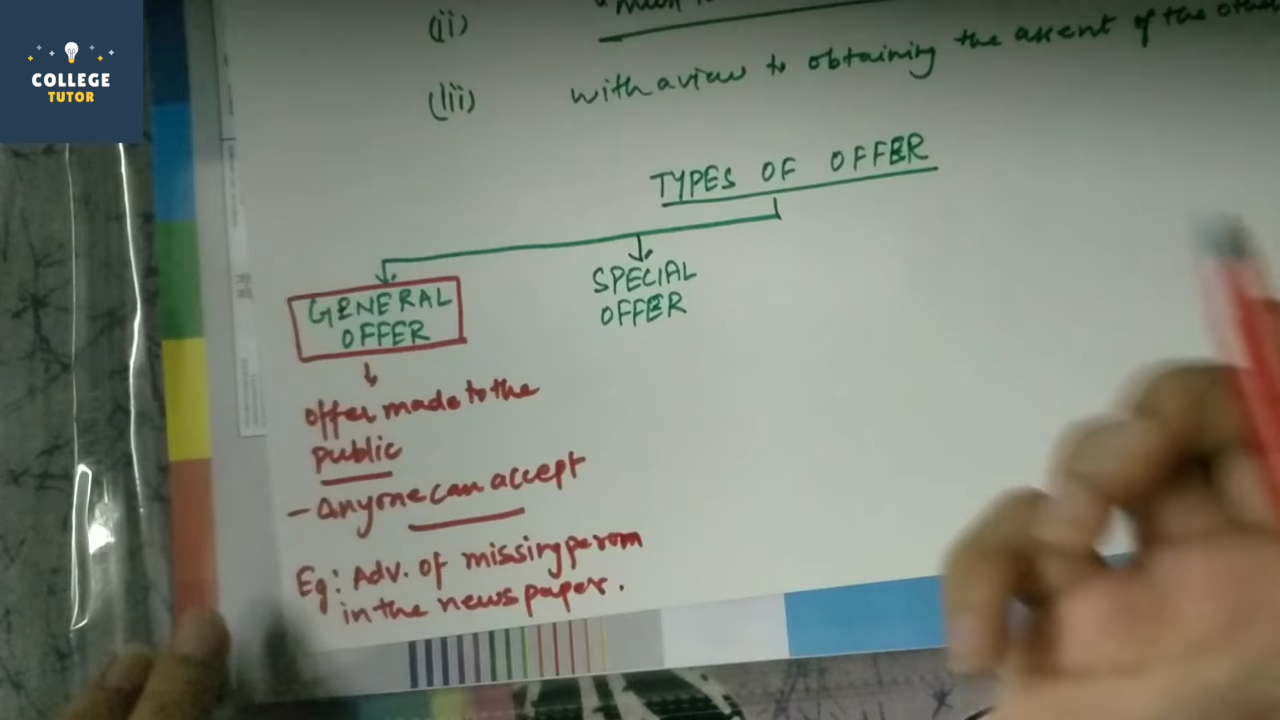 COLLEGE
TUTOR
(ii)
(iii) with a view to obtaining the assent of the other
TYPES OF OFFER
GENERAL
OFFER
SPECIAL
OFFER
offer made to the
public
- Anyone can accept
Eg: Adv. of missing person
in the newspaper.